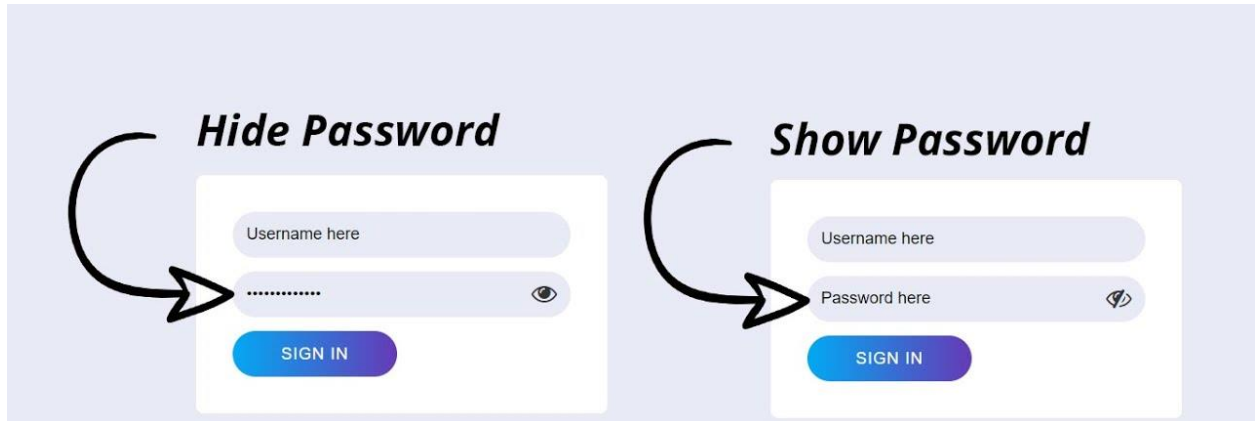 Hide Password
Username here
•••••••••••••
SIGN IN
Show Password
Username here
Password here
SIGN IN